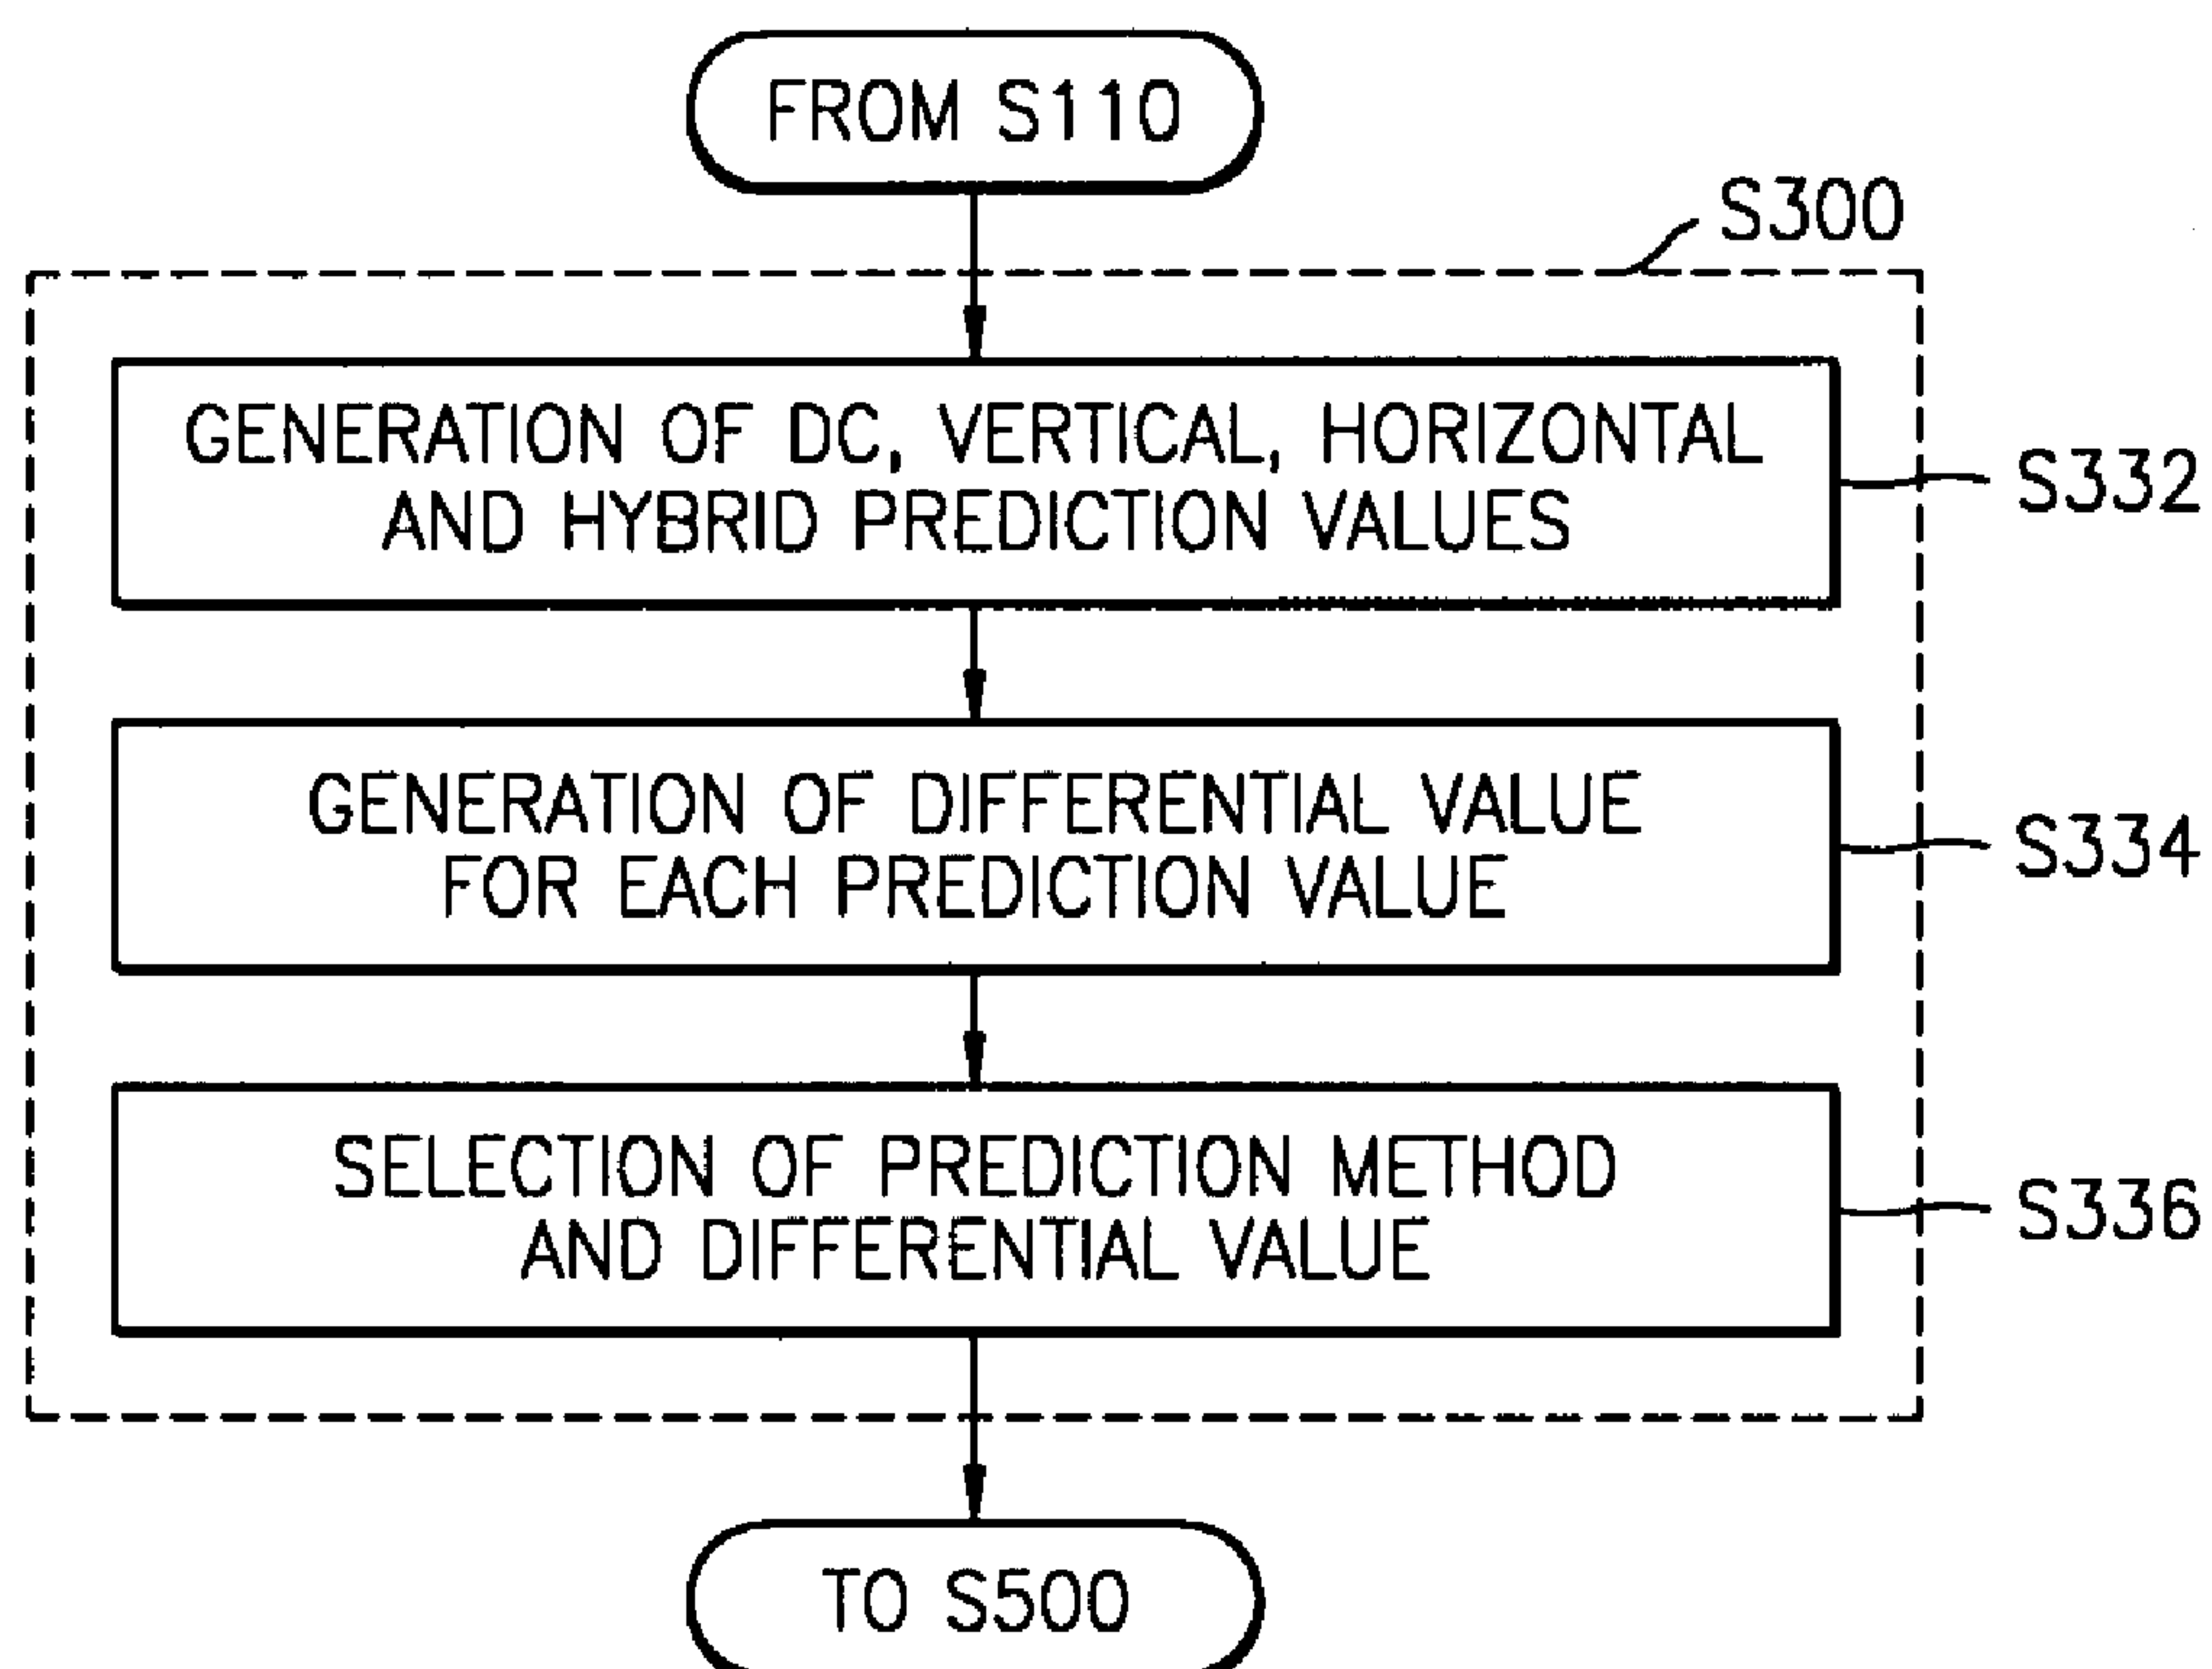 FROM S110
S300
GENERATION OF DC, VERTICAL, HORIZONTAL
AND HYBRID PREDICTION VALUES
S332
GENERATION OF DIFFERENTIAL VALUE
FOR EACH PREDICTION VALUE
S334
SELECTION OF PREDICTION METHOD
AND DIFFERENTIAL VALUE
S336
TO S500